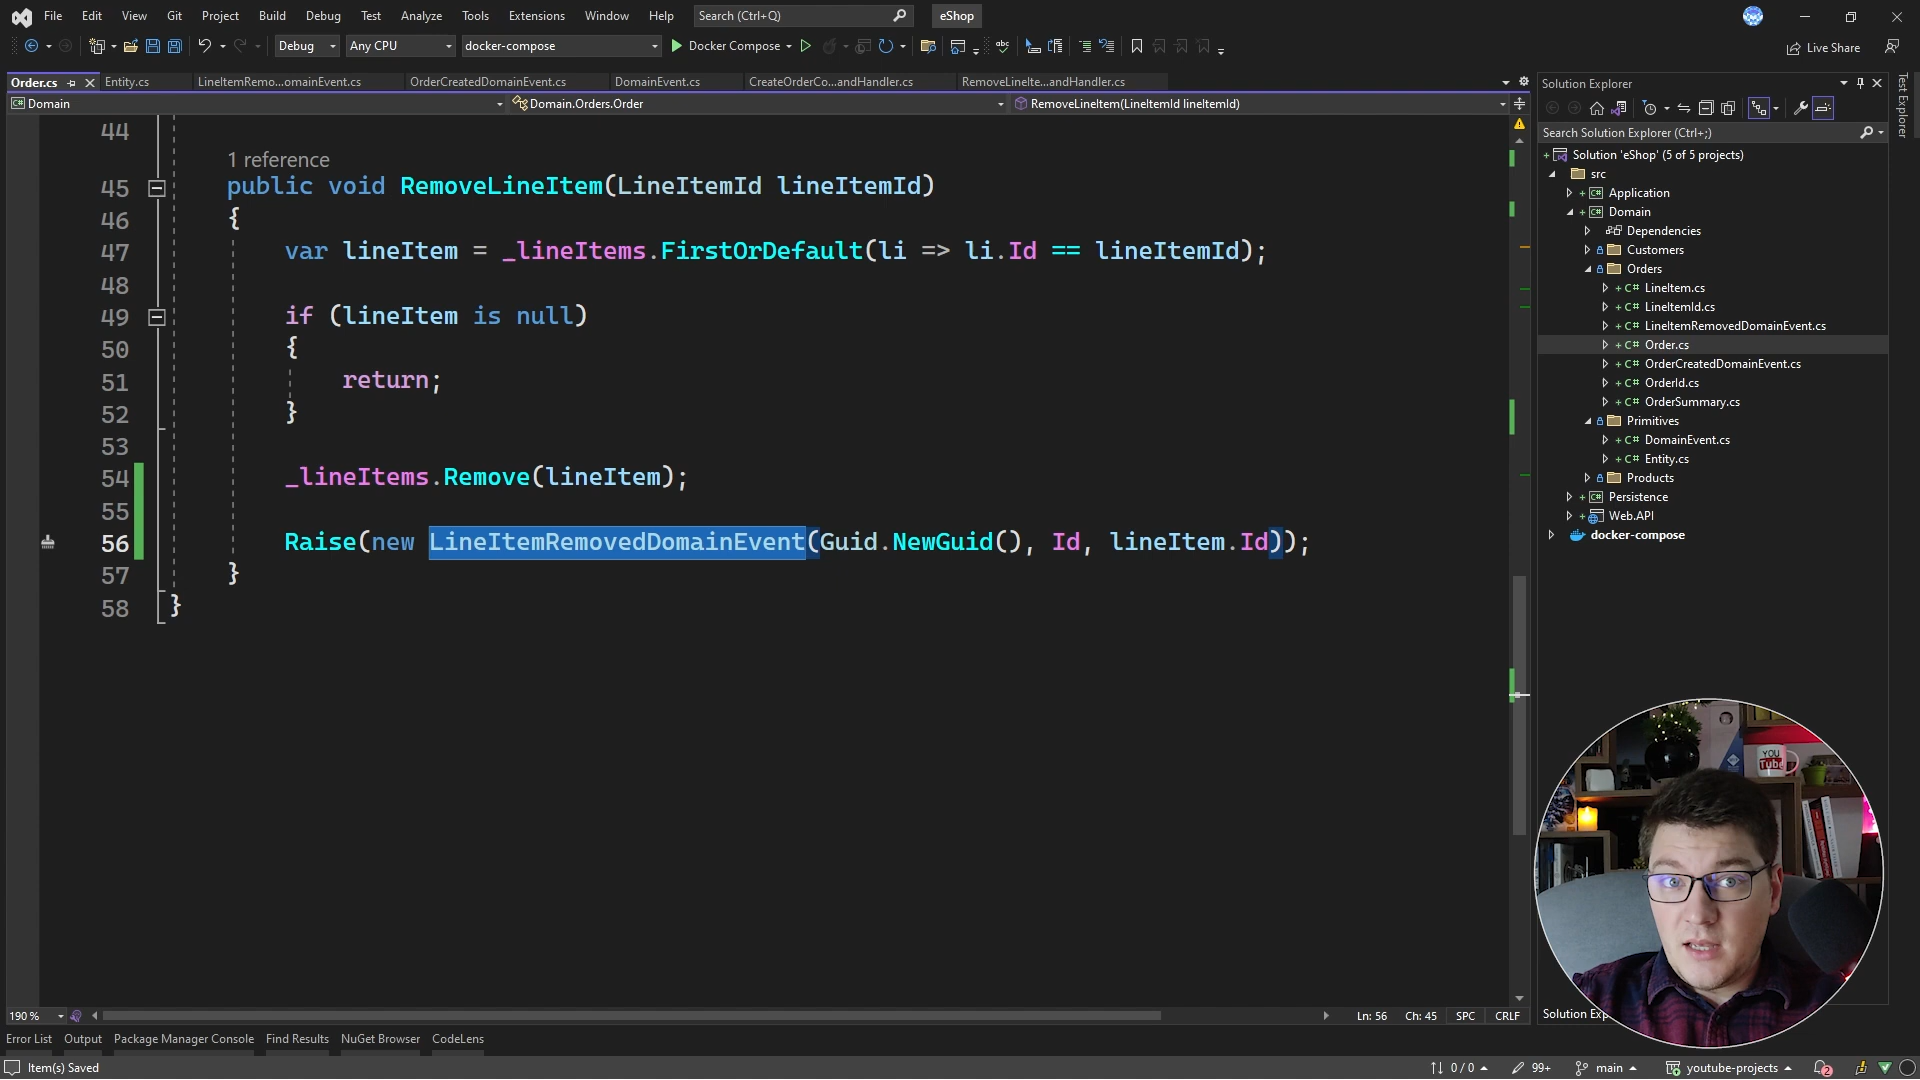 File Edit View Git Project Build Debug Test Analyze Tools Extensions Window Help Search (Ctrl+Q) eShop
Debug Any CPU docker-compose Docker Compose Live Share
Order.cs Entity.cs LineItemRemo...omainEvent.cs OrderCreatedDomainEvent.cs DomainEvent.cs CreateOrderCo...andHandler.cs RemoveLineIte...andHandler.cs
Domain Domain.Orders.Order RemoveLineItem(LineItemId lineItemId)
44
1 reference
45 public void RemoveLineItem(LineItemId lineItemId)
46 {
47 var lineItem = _lineItems.FirstOrDefault(li => li.Id == lineItemId);
48
49 if (lineItem is null)
50 {
51 return;
52 }
53
54 _lineItems.Remove(lineItem);
55
56 Raise(new LineItemRemovedDomainEvent(Guid.NewGuid(), Id, lineItem.Id));
57 }
58 }
Solution Explorer
Search Solution Explorer (Ctrl+;)
Solution 'eShop' (5 of 5 projects)
src
Application
Domain
Dependencies
Customers
Orders
C# LineItem.cs
C# LineItemId.cs
C# LineItemRemovedDomainEvent.cs
C# Order.cs
C# OrderCreatedDomainEvent.cs
C# OrderId.cs
C# OrderSummary.cs
Primitives
C# DomainEvent.cs
C# Entity.cs
Products
Persistence
Web.API
docker-compose
Test Explorer
YOU
Tube
Solution Exp
190 % Ln: 56 Ch: 45 SPC CRLF
Error List Output Package Manager Console Find Results NuGet Browser CodeLens
Item(s) Saved 0 / 0 99+ main youtube-projects 2